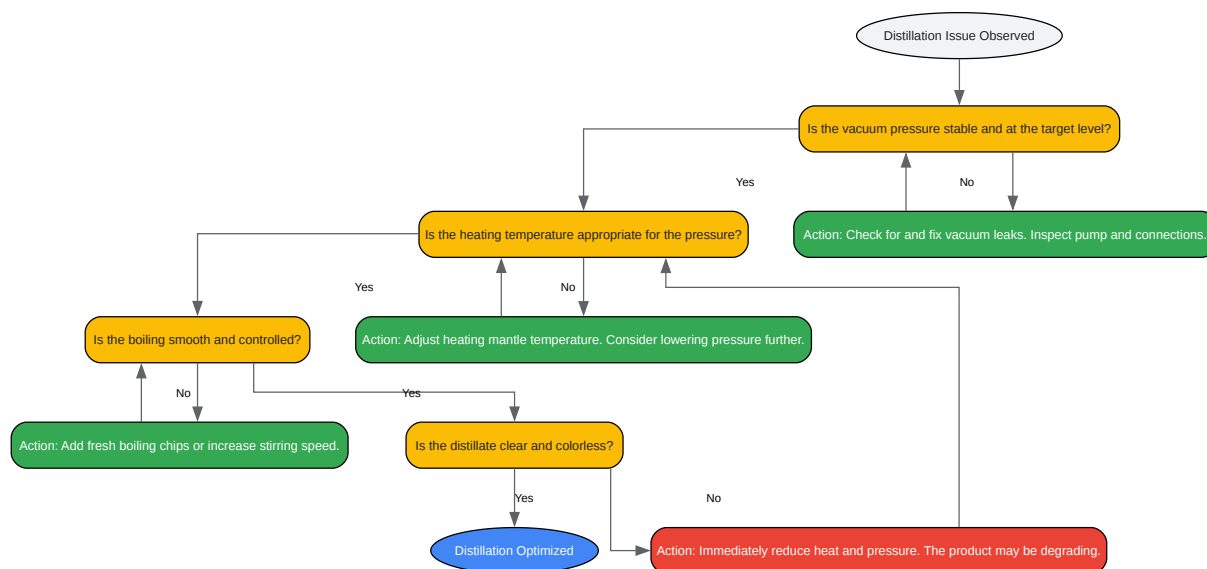 Distillation Issue Observed
Is the vacuum pressure stable and at the target level?
Yes
No
Is the heating temperature appropriate for the pressure?
Action: Check for and fix vacuum leaks. Inspect pump and connections.
Yes
No
Is the boiling smooth and controlled?
Action: Adjust heating mantle temperature. Consider lowering pressure further.
No
Yes
Action: Add fresh boiling chips or increase stirring speed.
Is the distillate clear and colorless?
Yes
No
Distillation Optimized
Action: Immediately reduce heat and pressure. The product may be degrading.